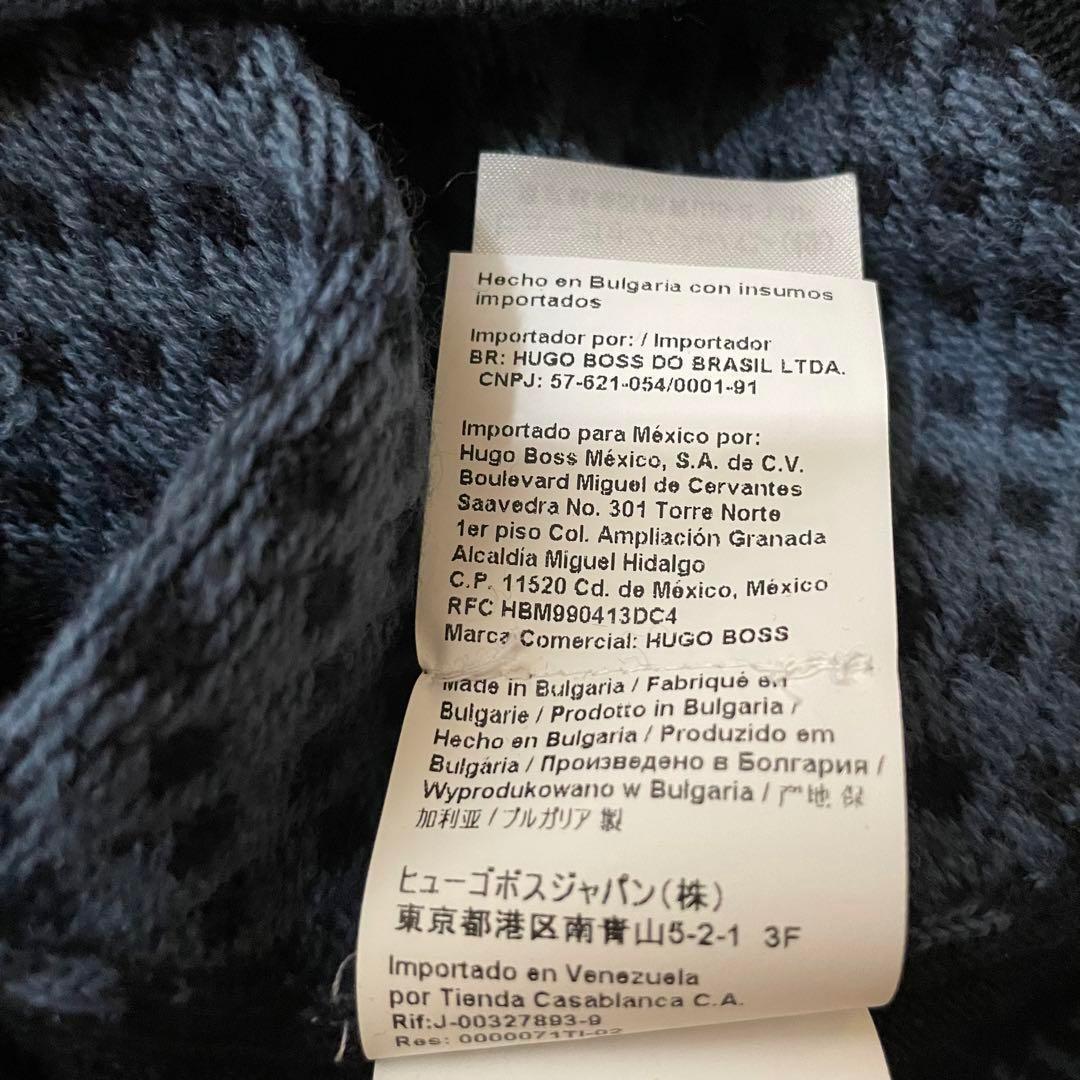 Hecho en Bulgaria con insumos
importados
Importador por: / Importador
BR: HUGO BOSS DO BRASIL LTDA.
CNPJ: 57-621-054/0001-91
Importado para México por:
Hugo Boss México, S.A. de C.V.
Boulevard Miguel de Cervantes
Saavedra No. 301 Torre Norte
1er piso Col. Ampliación Granada
Alcaldía Miguel Hidalgo
C.P. 11520 Cd. de México, México
RFC HBM990413DC4
Marca Comercial: HUGO BOSS
Made in Bulgaria / Fabriqué en
Bulgarie / Prodotto in Bulgaria /
Hecho en Bulgaria / Produzido em
Bulgária / Произведено в Болгария /
Wyprodukowano w Bulgaria / 产地 保
加利亚 / ブルガリア 製
ヒューゴボスジャパン(株)
東京都港区南青山5-2-1 3F
Importado en Venezuela
por Tienda Casablanca C.A.
Rif:J-00327893-9
Res: 0000071TI-02